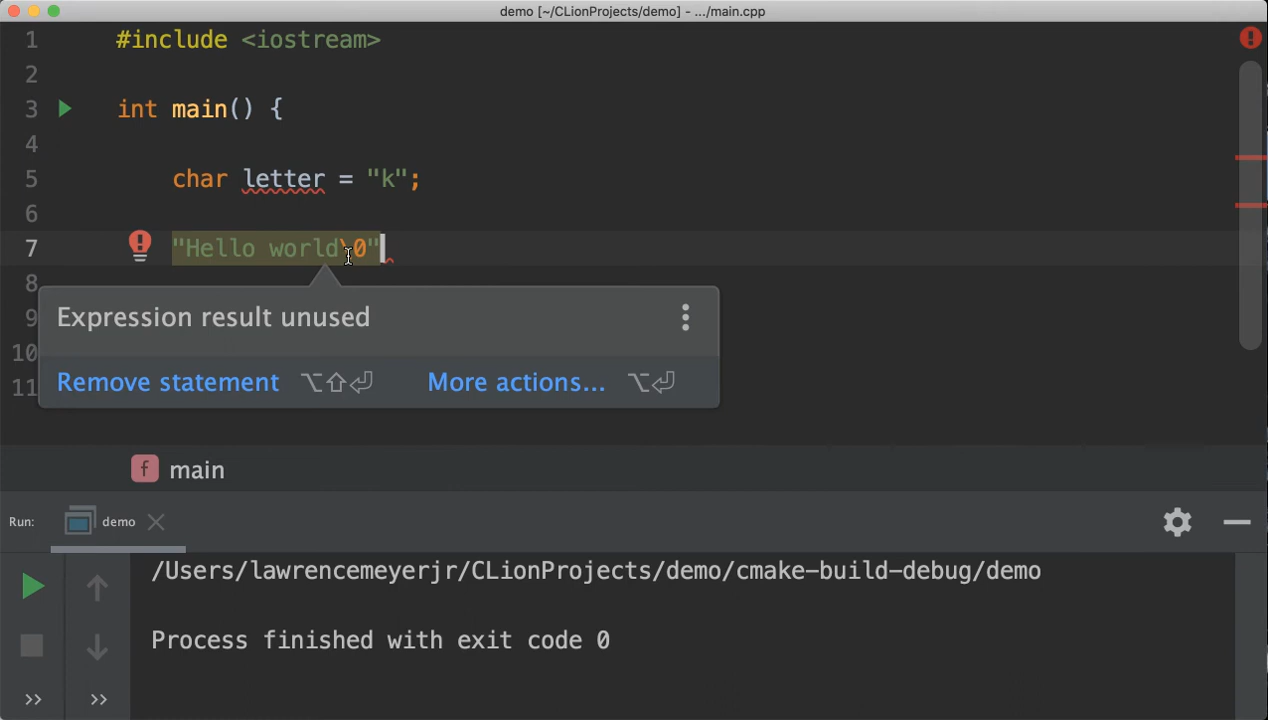 demo [~/CLionProjects/demo] - .../main.cpp
1 #include <iostream>
2
3 int main() {
4
5 char letter = "k";
6
7 "Hello world\0"
8
9 Expression result unused
10 Remove statement ⌥⇧⏎ More actions... ⌥⏎
11
f main
Run: demo
/Users/lawrencemeyerjr/CLionProjects/demo/cmake-build-debug/demo
Process finished with exit code 0